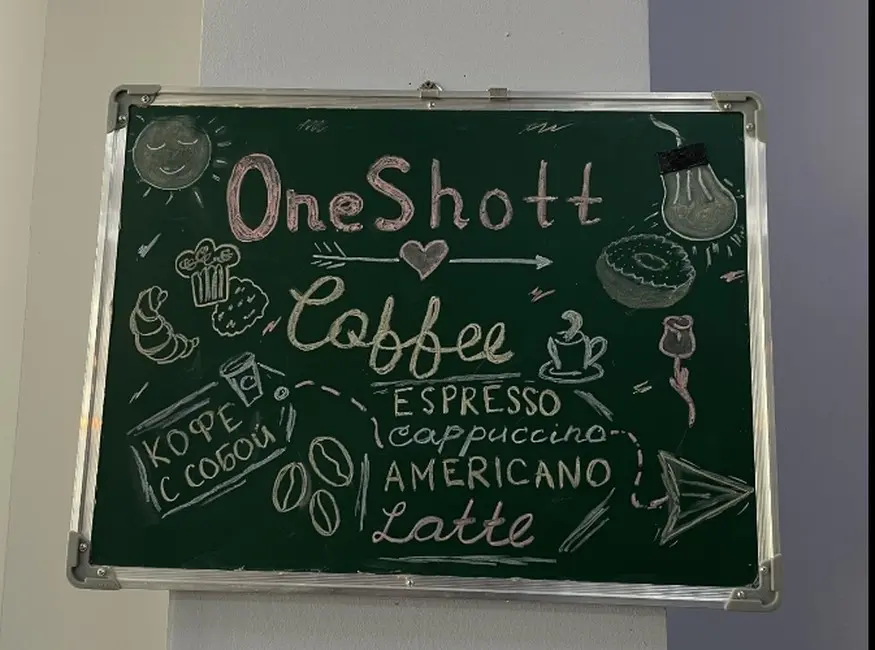 OneShott
Coffee
ESPRESSO
cappuccino
AMERICANO
Latte
КОФЕ
С СОБОЙ